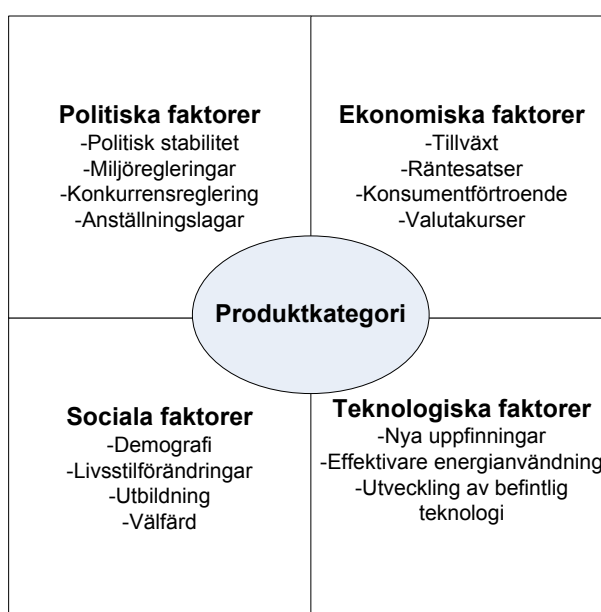 Politiska faktorer
-Politisk stabilitet
-Miljöregleringar
-Konkurrensreglering
-Anställningslagar
Ekonomiska faktorer
-Tillväxt
-Räntesatser
-Konsumentförtroende
-Valutakurser
Produktkategori
Sociala faktorer
-Demografi
-Livsstilförändringar
-Utbildning
-Välfärd
Teknologiska faktorer
-Nya uppfinningar
-Effektivare energianvändning
-Utveckling av befintlig
teknologi